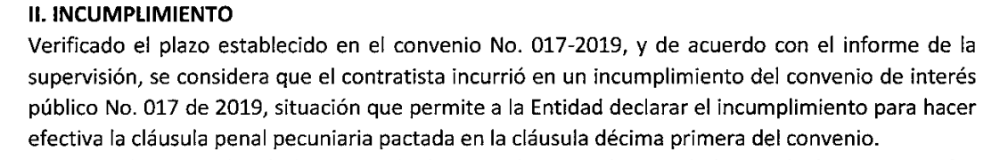 II. INCUMPLIMIENTO
Verificado el plazo establecido en el convenio No. 017-2019, y de acuerdo con el informe de la
supervisión, se considera que el contratista incurrió en un incumplimiento del convenio de interés
público No. 017 de 2019, situación que permite a la Entidad declarar el incumplimiento para hacer
efectiva la cláusula penal pecuniaria pactada en la cláusula décima primera del convenio.